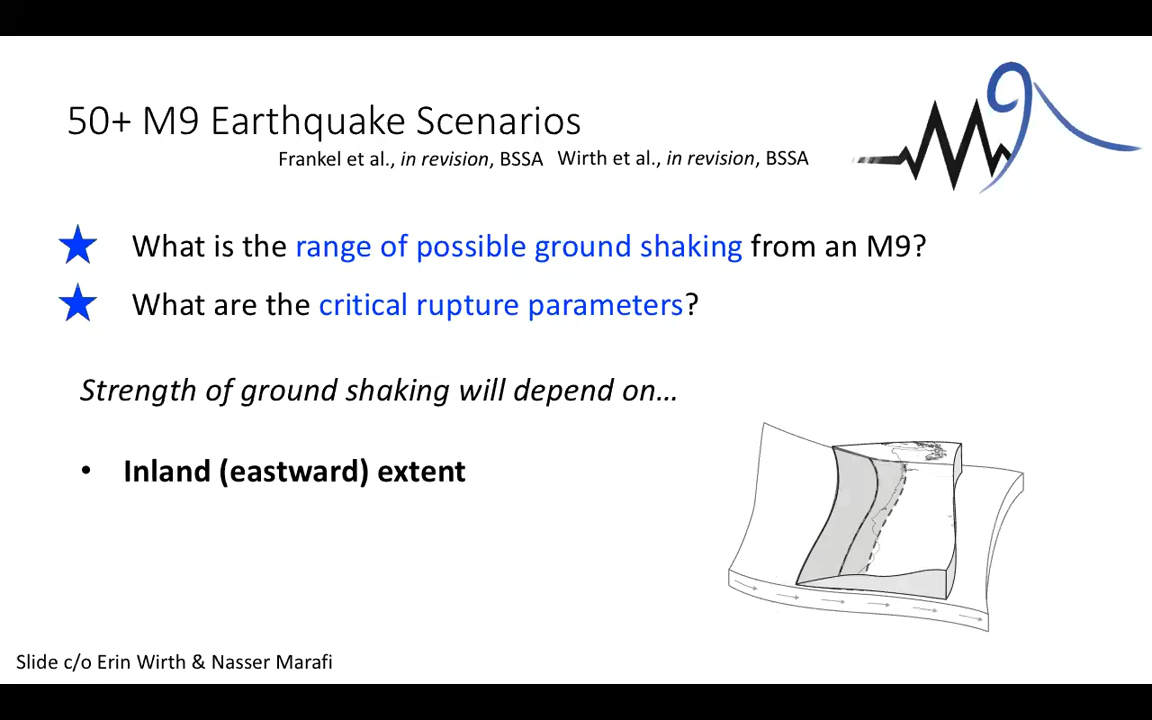 50+ M9 Earthquake Scenarios
Frankel et al., in revision, BSSA Wirth et al., in revision, BSSA
M9
★ What is the range of possible ground shaking from an M9?
★ What are the critical rupture parameters?
Strength of ground shaking will depend on…
• Inland (eastward) extent
Slide c/o Erin Wirth & Nasser Marafi